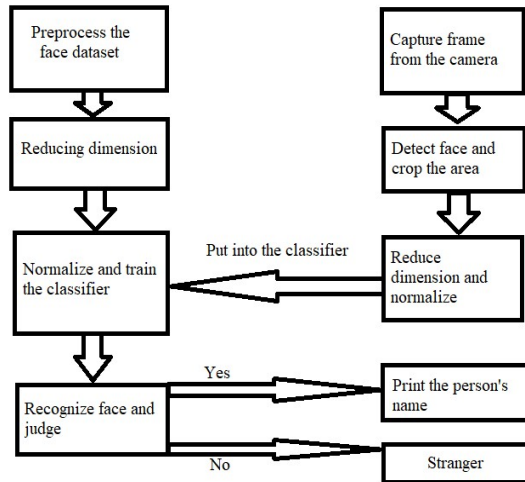 Preprocess the
face dataset
Capture frame
from the camera
Reducing dimension
Detect face and
crop the area
Normalize and train
the classifier
Put into the classifier
Reduce
dimension and
normalize
Recognize face and
judge
Yes
Print the person's
name
No
Stranger